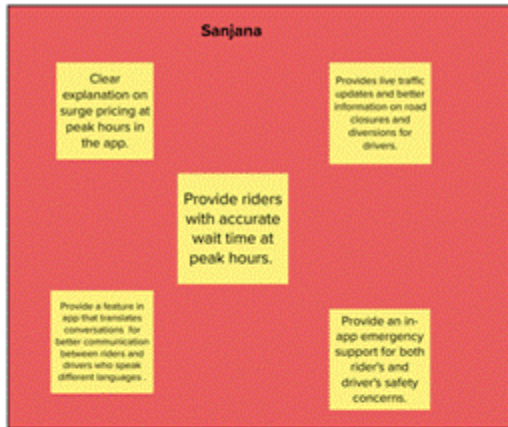 Sanjana
Clear
explanation on
surge pricing at
peak hours in
the app.
Provides live traffic
updates and better
information on road
closures and
diversions for
drivers.
Provide riders
with accurate
wait time at
peak hours.
Provide a feature in
app that translates
conversations for
better communication
between riders and
drivers who speak
different languages .
Provide an in-
app emergency
support for both
rider's and
driver's safety
concerns.